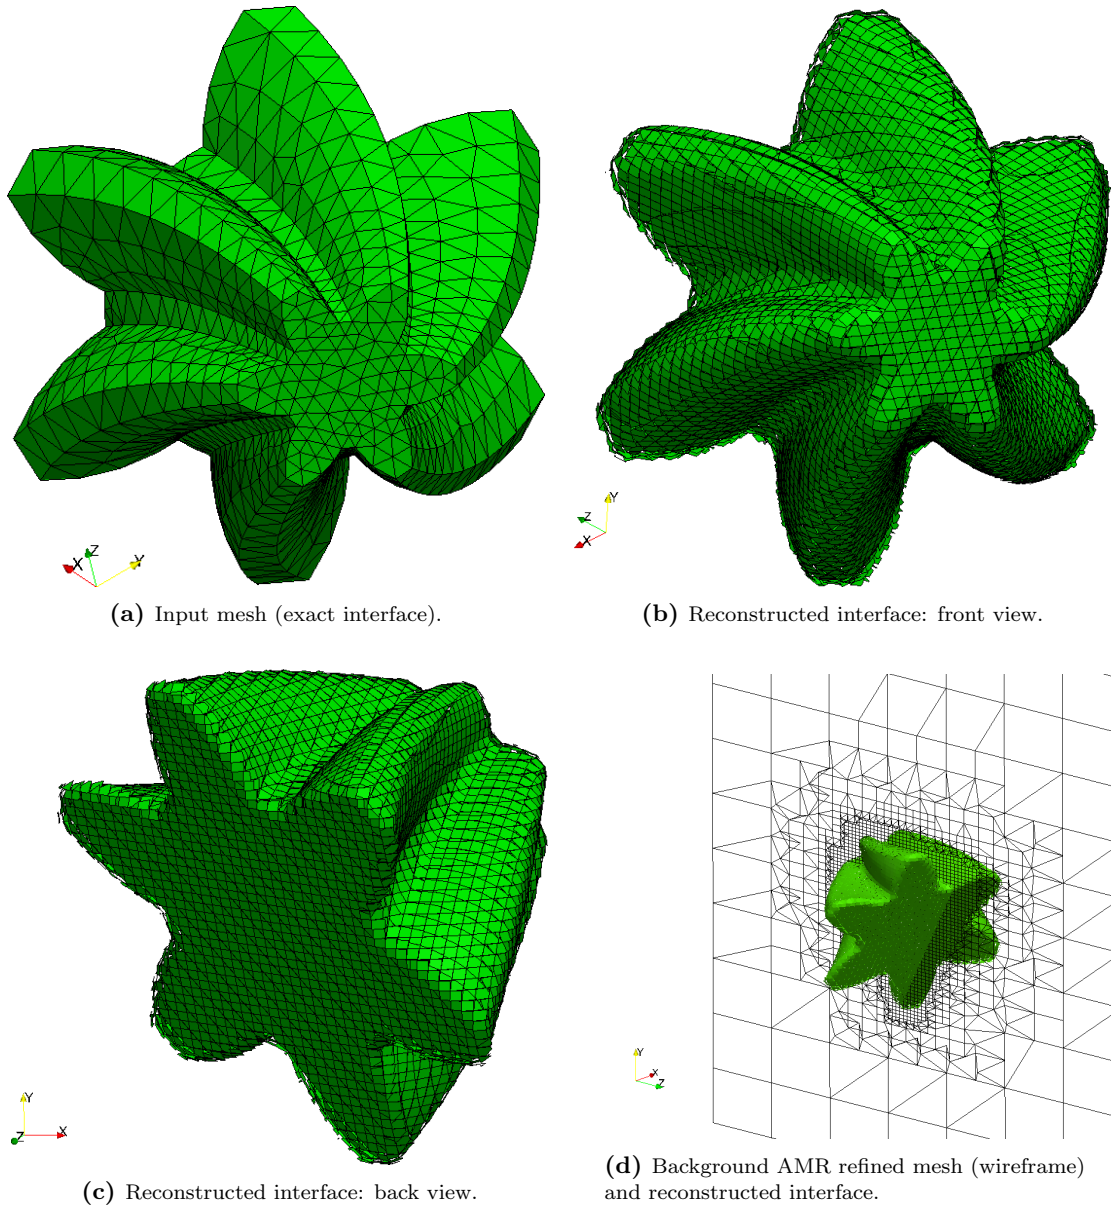 X Z Y
(a) Input mesh (exact interface).
Y
Z
X
(b) Reconstructed interface: front view.
Y
Z X
(c) Reconstructed interface: back view.
Y
X
Z
(d) Background AMR refined mesh (wireframe)
and reconstructed interface.